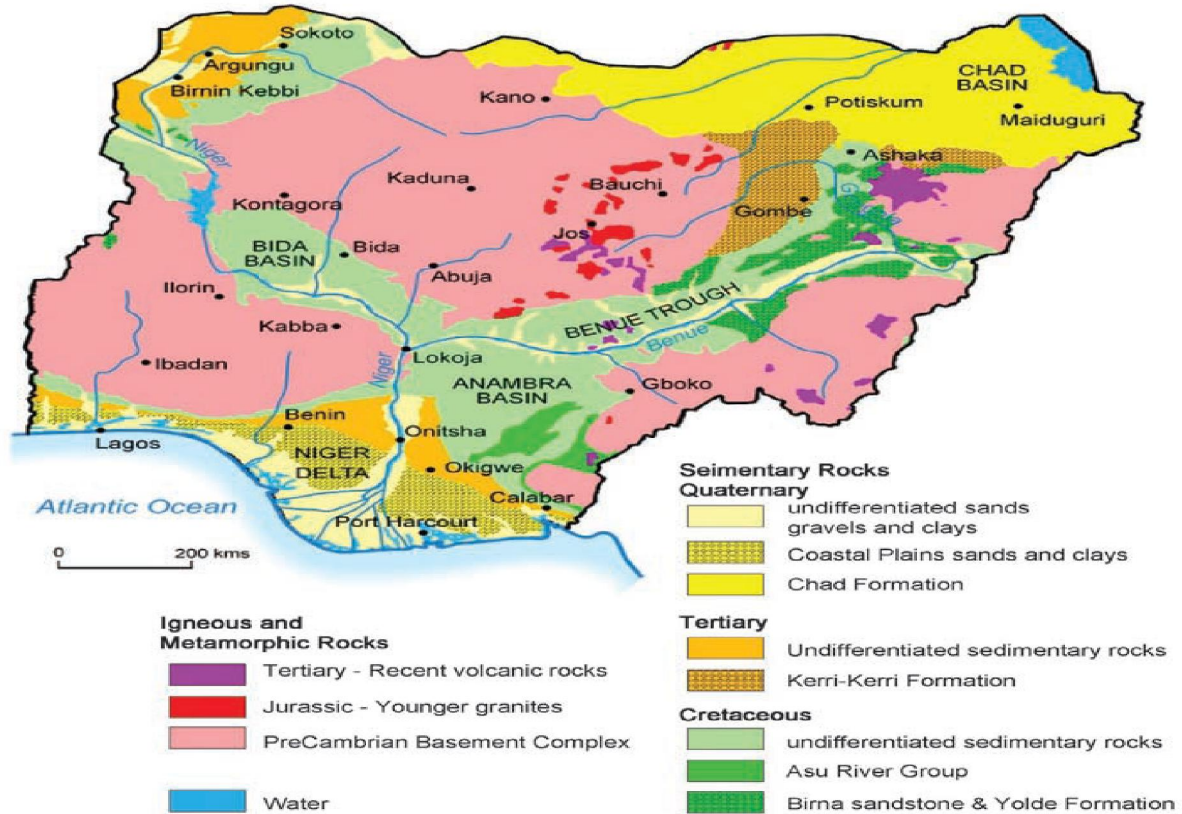 Sokoto
Argungu
Birnin Kebbi
Kano
CHAD
BASIN
Potiskum
Maiduguri
Niger
Ashaka
Kaduna
Bauchi
Kontagora
Gombe
Jos
BIDA
BASIN
Bida
Abuja
Ilorin
BENUE TROUGH
Kabba
Benue
Lokoja
Ibadan
Niger
ANAMBRA
BASIN
Gboko
Benin
Onitsha
Lagos
NIGER
DELTA
Okigwe
Calabar
Atlantic Ocean
Port Harcourt
0 200 kms
Igneous and
Metamorphic Rocks
Tertiary - Recent volcanic rocks
Jurassic - Younger granites
PreCambrian Basement Complex
Water
Seimentary Rocks
Quaternary
undifferentiated sands
gravels and clays
Coastal Plains sands and clays
Chad Formation
Tertiary
Undifferentiated sedimentary rocks
Kerri-Kerri Formation
Cretaceous
undifferentiated sedimentary rocks
Asu River Group
Birna sandstone & Yolde Formation